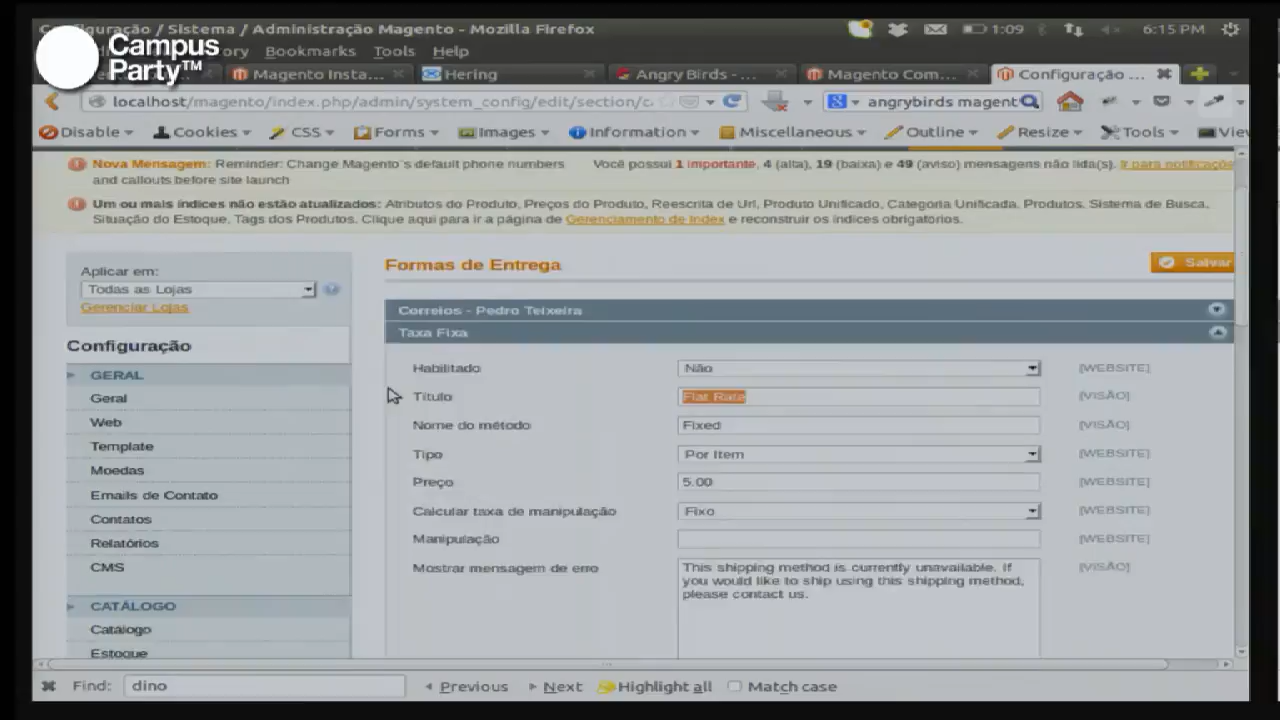 Configuração / Sistema / Administração Magento - Mozilla Firefox
1:09
6:15 PM
Campus
Party™
ory Bookmarks Tools Help
Magento Insta...
Hering
Angry Birds - ...
Magento Com...
Configuração ...
localhost/magento/index.php/admin/system_config/edit/section/ca
angrybirds magent
Disable Cookies CSS Forms Images Information Miscellaneous Outline Resize Tools View
Nova Mensagem: Reminder: Change Magento's default phone numbers
and callouts before site launch
Você possui 1 importante, 4 (alta), 19 (baixa) e 49 (aviso) mensagens não lida(s). Ir para notificaçõe
Um ou mais índices não estão atualizados: Atributos do Produto, Preços do Produto, Reescrita de Url, Produto Unificado, Categoria Unificada. Produtos. Sistema de Busca.
Situação do Estoque, Tags dos Produtos. Clique aqui para ir a página de Gerenciamento de Index e reconstruir os índices obrigatórios.
Aplicar em:
Todas as Lojas
Gerenciar Lojas
Configuração
GERAL
Geral
Web
Template
Moedas
Emails de Contato
Contatos
Relatórios
CMS
CATÁLOGO
Catálogo
Estoque
Formas de Entrega
Salvar
Correios - Pedro Teixeira
Taxa Fixa
Habilitado Não [WEBSITE]
Título Flat Rate [VISÃO]
Nome do método Fixed [VISÃO]
Tipo Por Item [WEBSITE]
Preço 5.00 [WEBSITE]
Calcular taxa de manipulação Fixo [WEBSITE]
Manipulação [WEBSITE]
Mostrar mensagem de erro This shipping method is currently unavailable. If [VISÃO]
you would like to ship using this shipping method,
please contact us.
Find: dino Previous Next Highlight all Match case